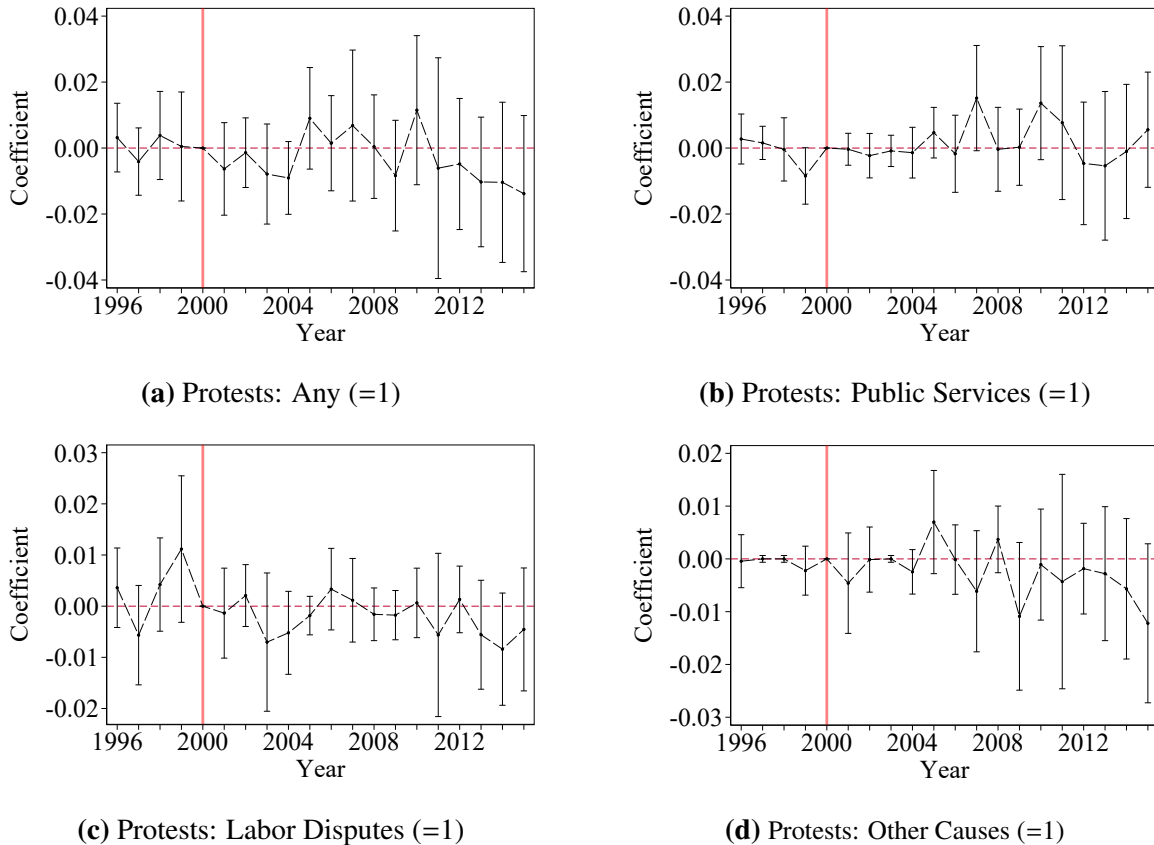 0.04
0.02
0.00
-0.02
-0.04
Coefficient
1996 2000 2004 2008 2012
Year
(a) Protests: Any (=1)
0.04
0.02
0.00
-0.02
-0.04
Coefficient
1996 2000 2004 2008 2012
Year
(b) Protests: Public Services (=1)
0.03
0.02
0.01
0.00
-0.01
-0.02
Coefficient
1996 2000 2004 2008 2012
Year
(c) Protests: Labor Disputes (=1)
0.02
0.01
0.00
-0.01
-0.02
-0.03
Coefficient
1996 2000 2004 2008 2012
Year
(d) Protests: Other Causes (=1)